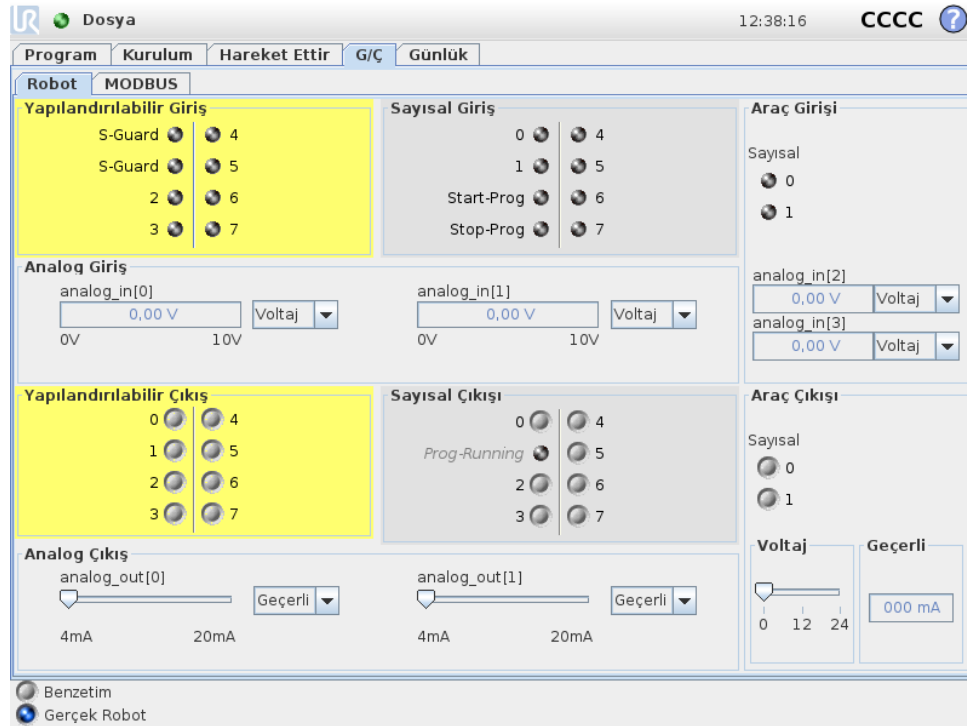 UR Dosya 12:38:16 CCCC ?
Program Kurulum Hareket Ettir G/Ç Günlük
Robot MODBUS
Yapılandırılabilir Giriş
S-Guard 4
S-Guard 5
2 6
3 7
Sayısal Giriş
0 4
1 5
Start-Prog 6
Stop-Prog 7
Araç Girişi
Sayısal
0
1
analog_in[2]
0,00 V Voltaj
analog_in[3]
0,00 V Voltaj
Analog Giriş
analog_in[0]
0,00 V Voltaj
0V 10V
analog_in[1]
0,00 V Voltaj
0V 10V
Yapılandırılabilir Çıkış
0 4
1 5
2 6
3 7
Sayısal Çıkışı
0 4
Prog-Running 5
2 6
3 7
Araç Çıkışı
Sayısal
0
1
Voltaj
0 12 24
Geçerli
000 mA
Analog Çıkış
analog_out[0]
Geçerli
4mA 20mA
analog_out[1]
Geçerli
4mA 20mA
Benzetim
Gerçek Robot